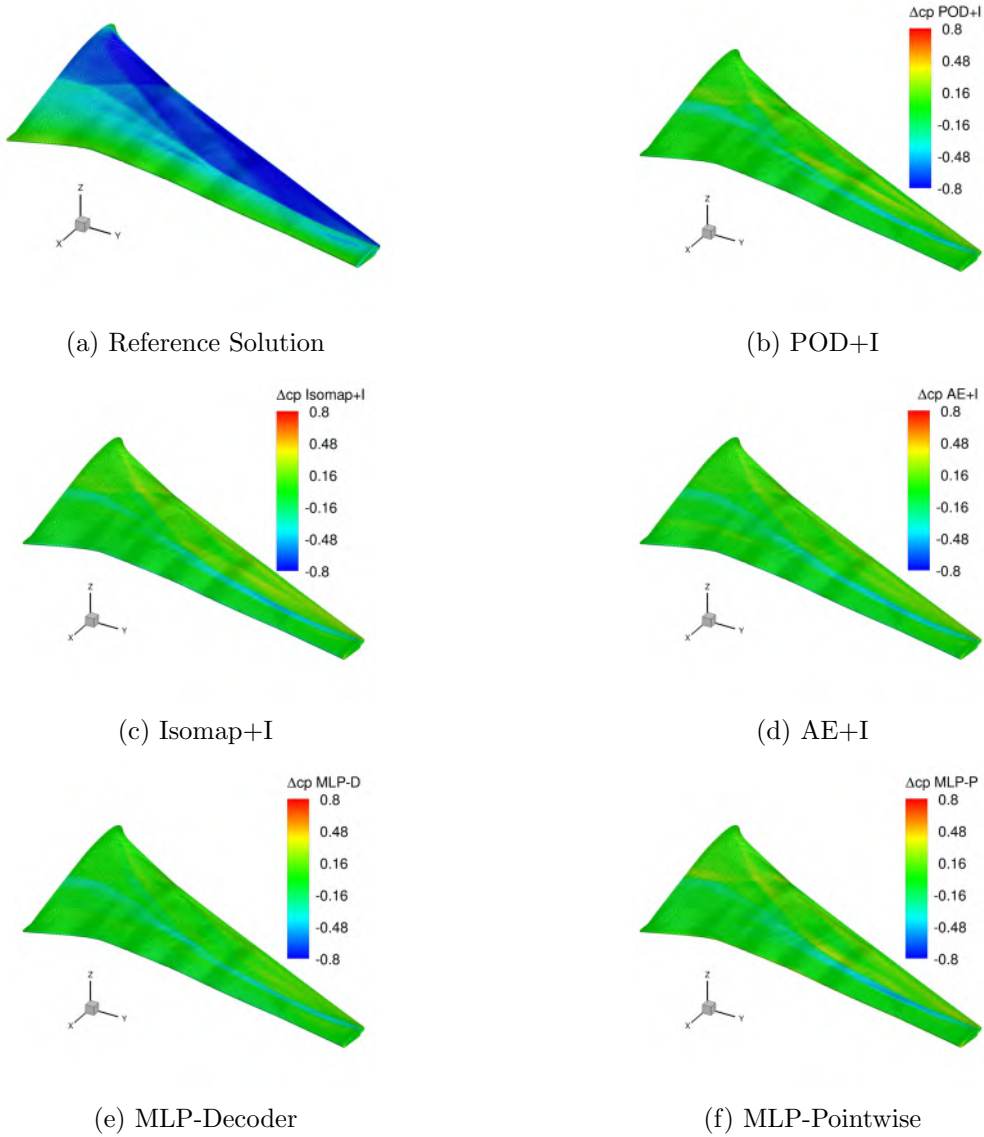 Δcp POD+I
0.8
0.48
0.16
-0.16
-0.48
-0.8
Z
X
Y
Z
X
Y
(a) Reference Solution
(b) POD+I
Δcp Isomap+I
0.8
0.48
0.16
-0.16
-0.48
-0.8
Z
X
Y
Δcp AE+I
0.8
0.48
0.16
-0.16
-0.48
-0.8
Z
X
Y
(c) Isomap+I
(d) AE+I
Δcp MLP-D
0.8
0.48
0.16
-0.16
-0.48
-0.8
Z
X
Y
Δcp MLP-P
0.8
0.48
0.16
-0.16
-0.48
-0.8
Z
X
Y
(e) MLP-Decoder
(f) MLP-Pointwise